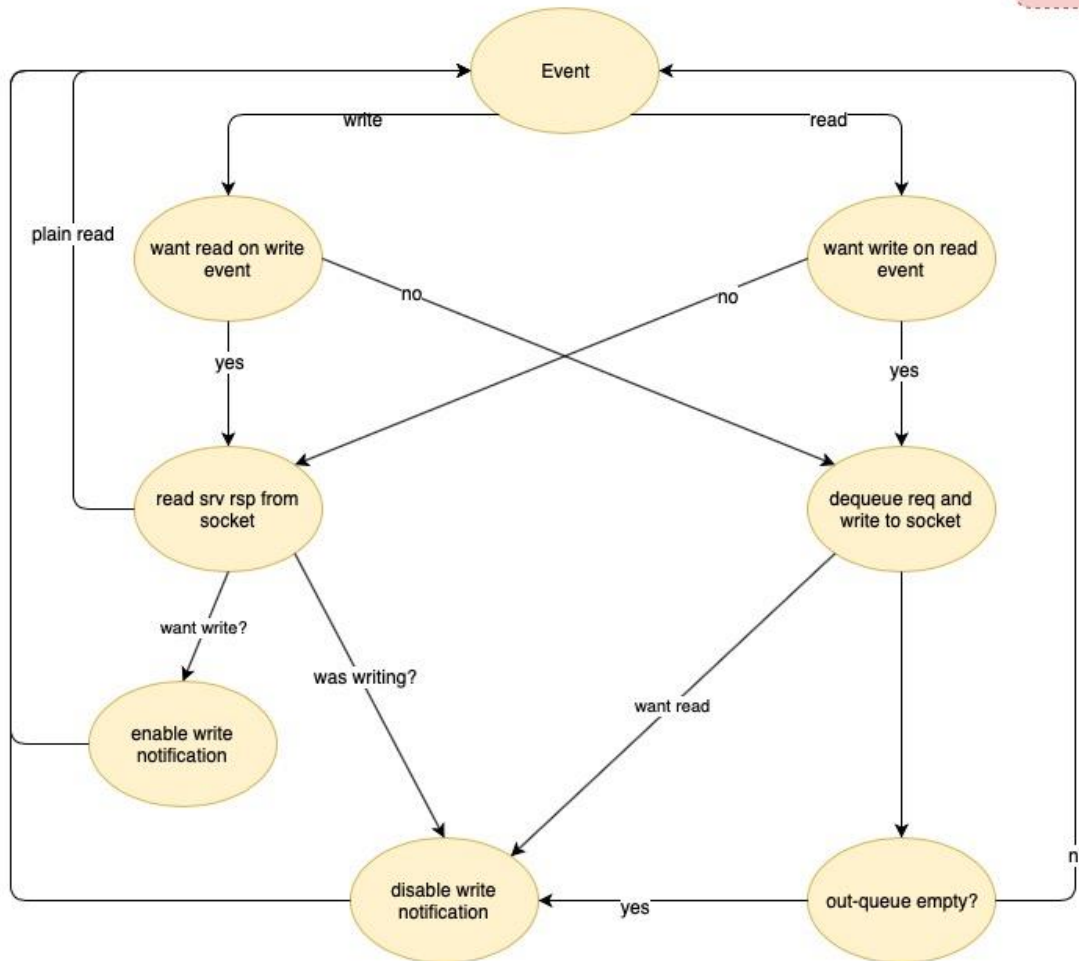 Event
write
read
plain read
want read on write
event
want write on read
event
no
no
yes
yes
read srv rsp from
socket
dequeue req and
write to socket
want write?
was writing?
want read
enable write
notification
disable write
notification
yes
out-queue empty?
n